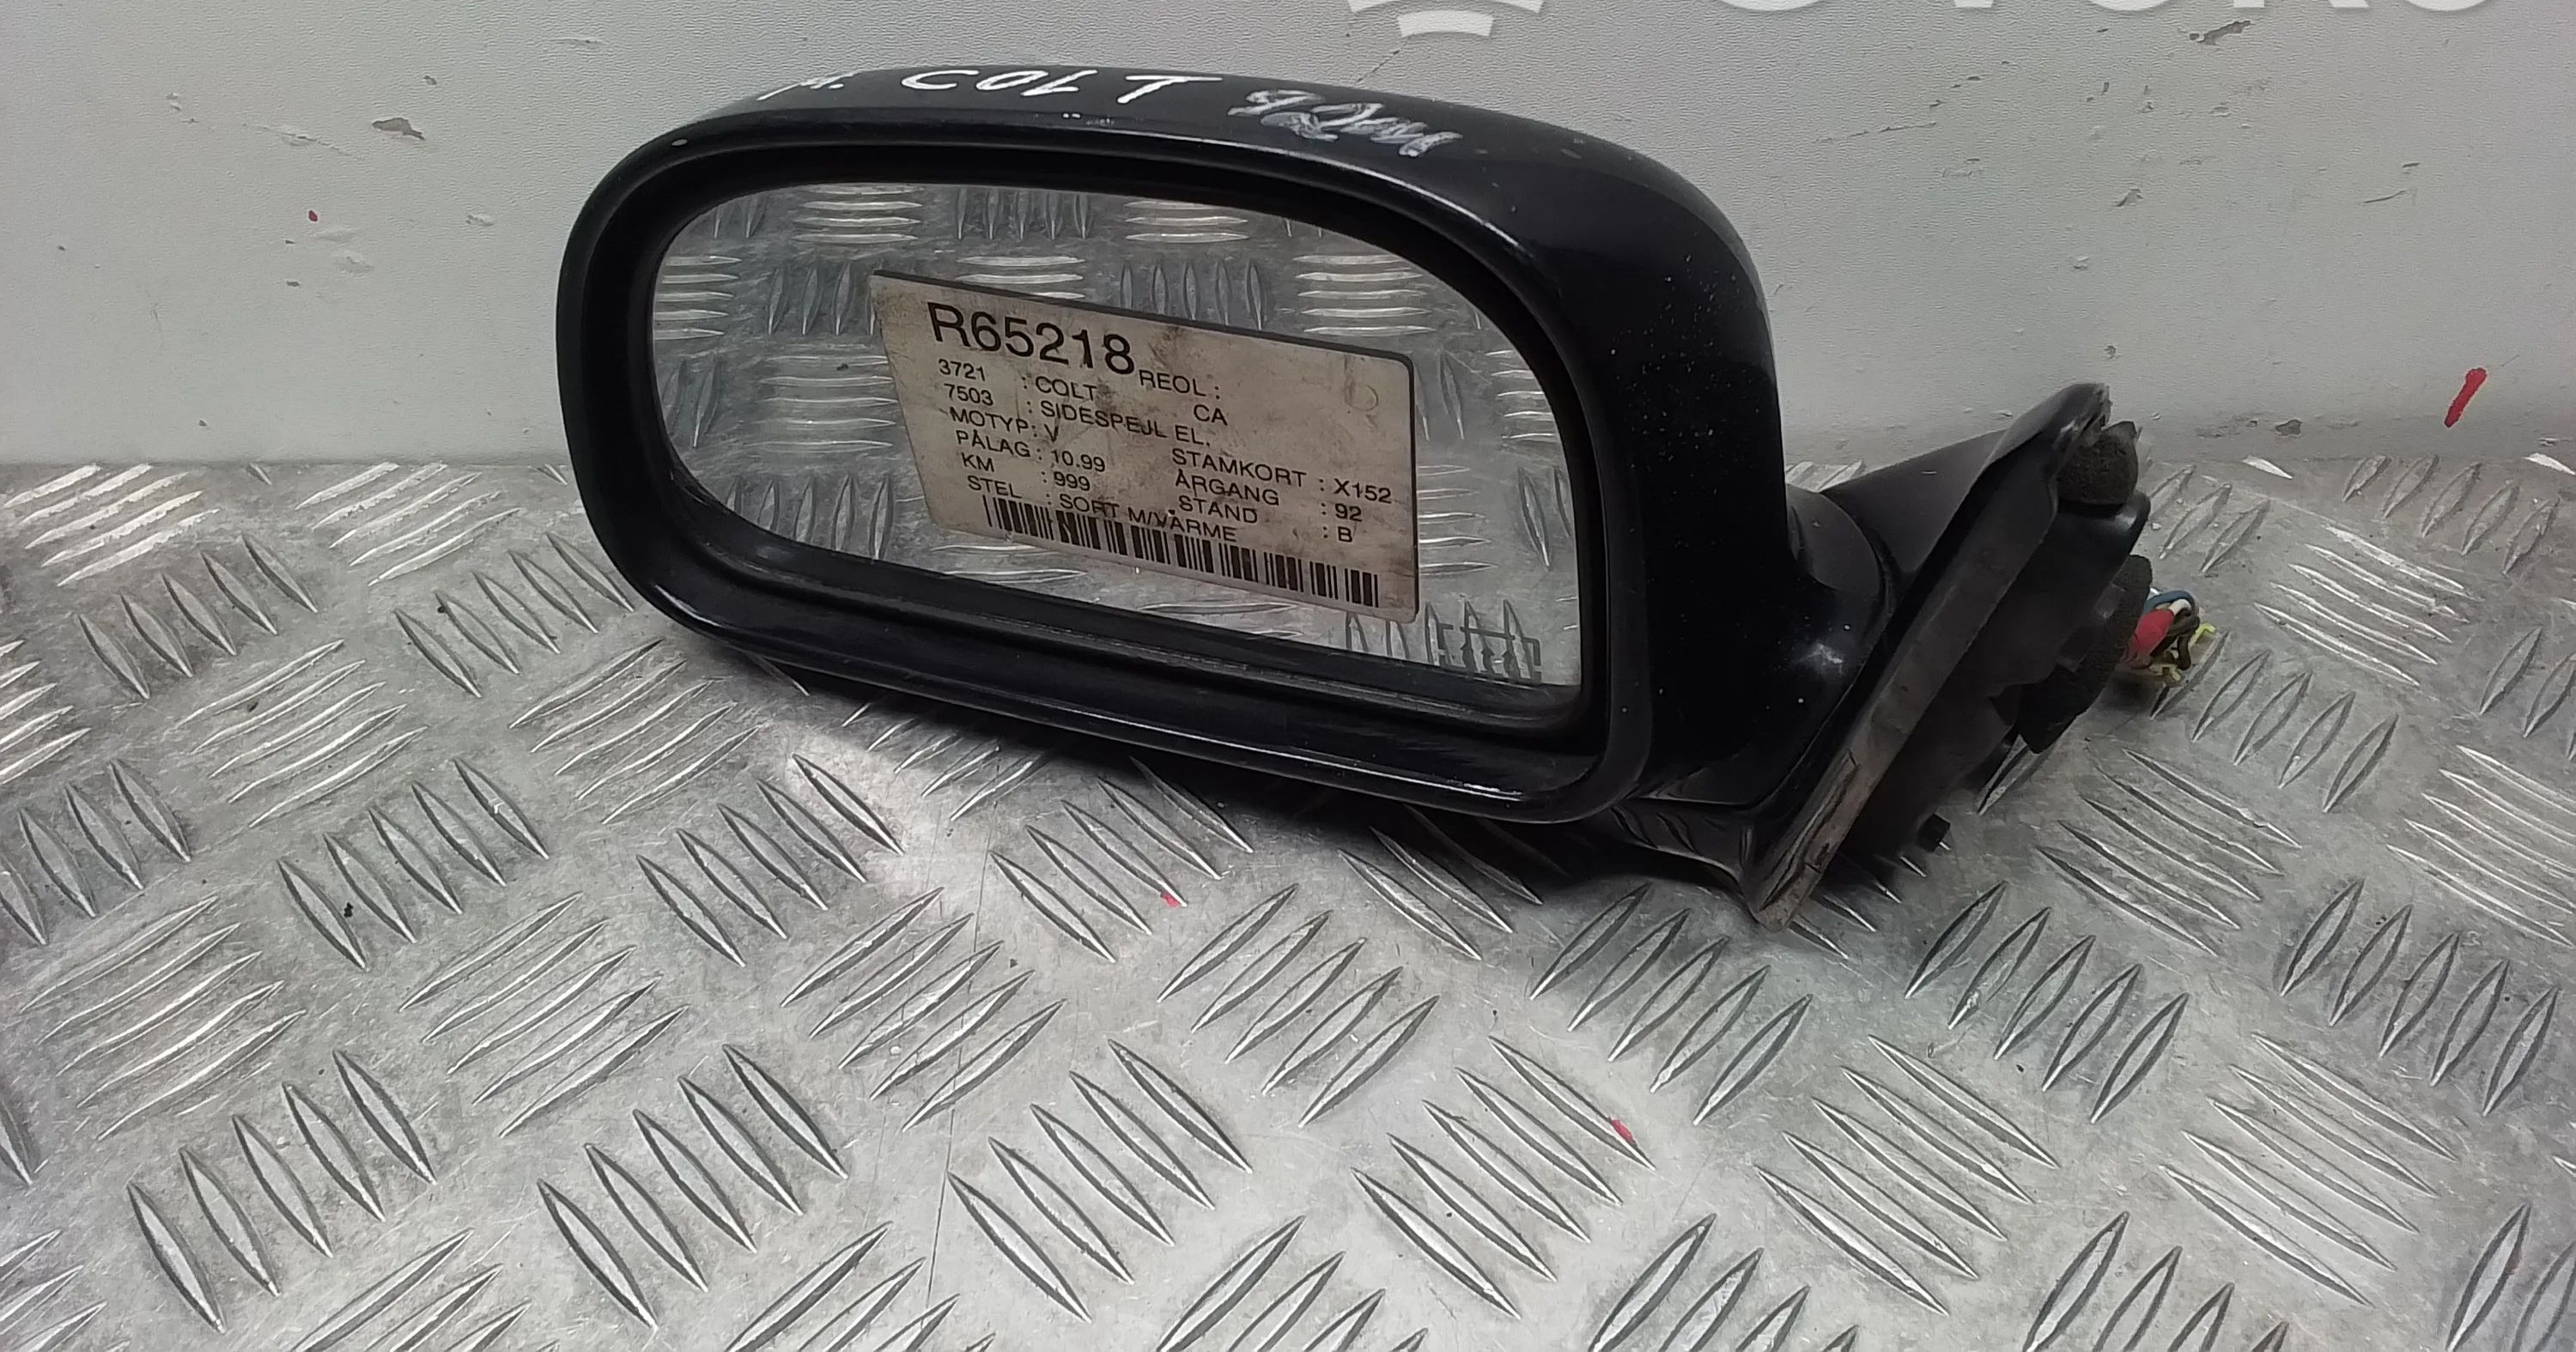 M. COLT 92
R65218 REOL :
3721 : COLT CA
7503 : SIDESPEJL EL.
MOTYP : V STAMKORT : X152
PÅLAG : 10.99 ÅRGANG : 92
KM : 999 STAND : B
STEL : SORT M/VARME